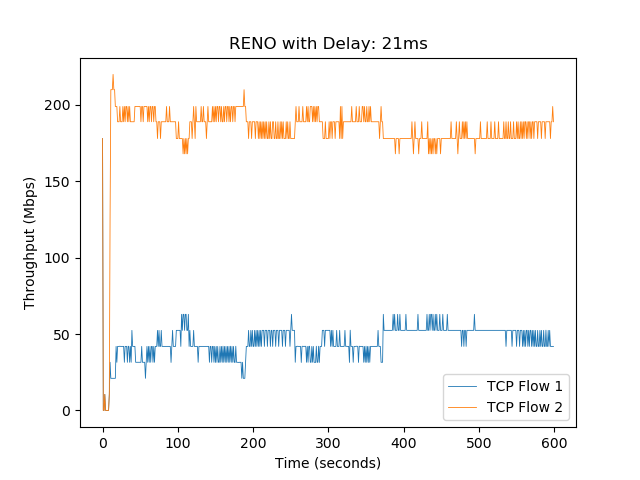 RENO with Delay: 21ms
Throughput (Mbps)
200
150
100
50
0
0 100 200 300 400 500 600
Time (seconds)
TCP Flow 1
TCP Flow 2